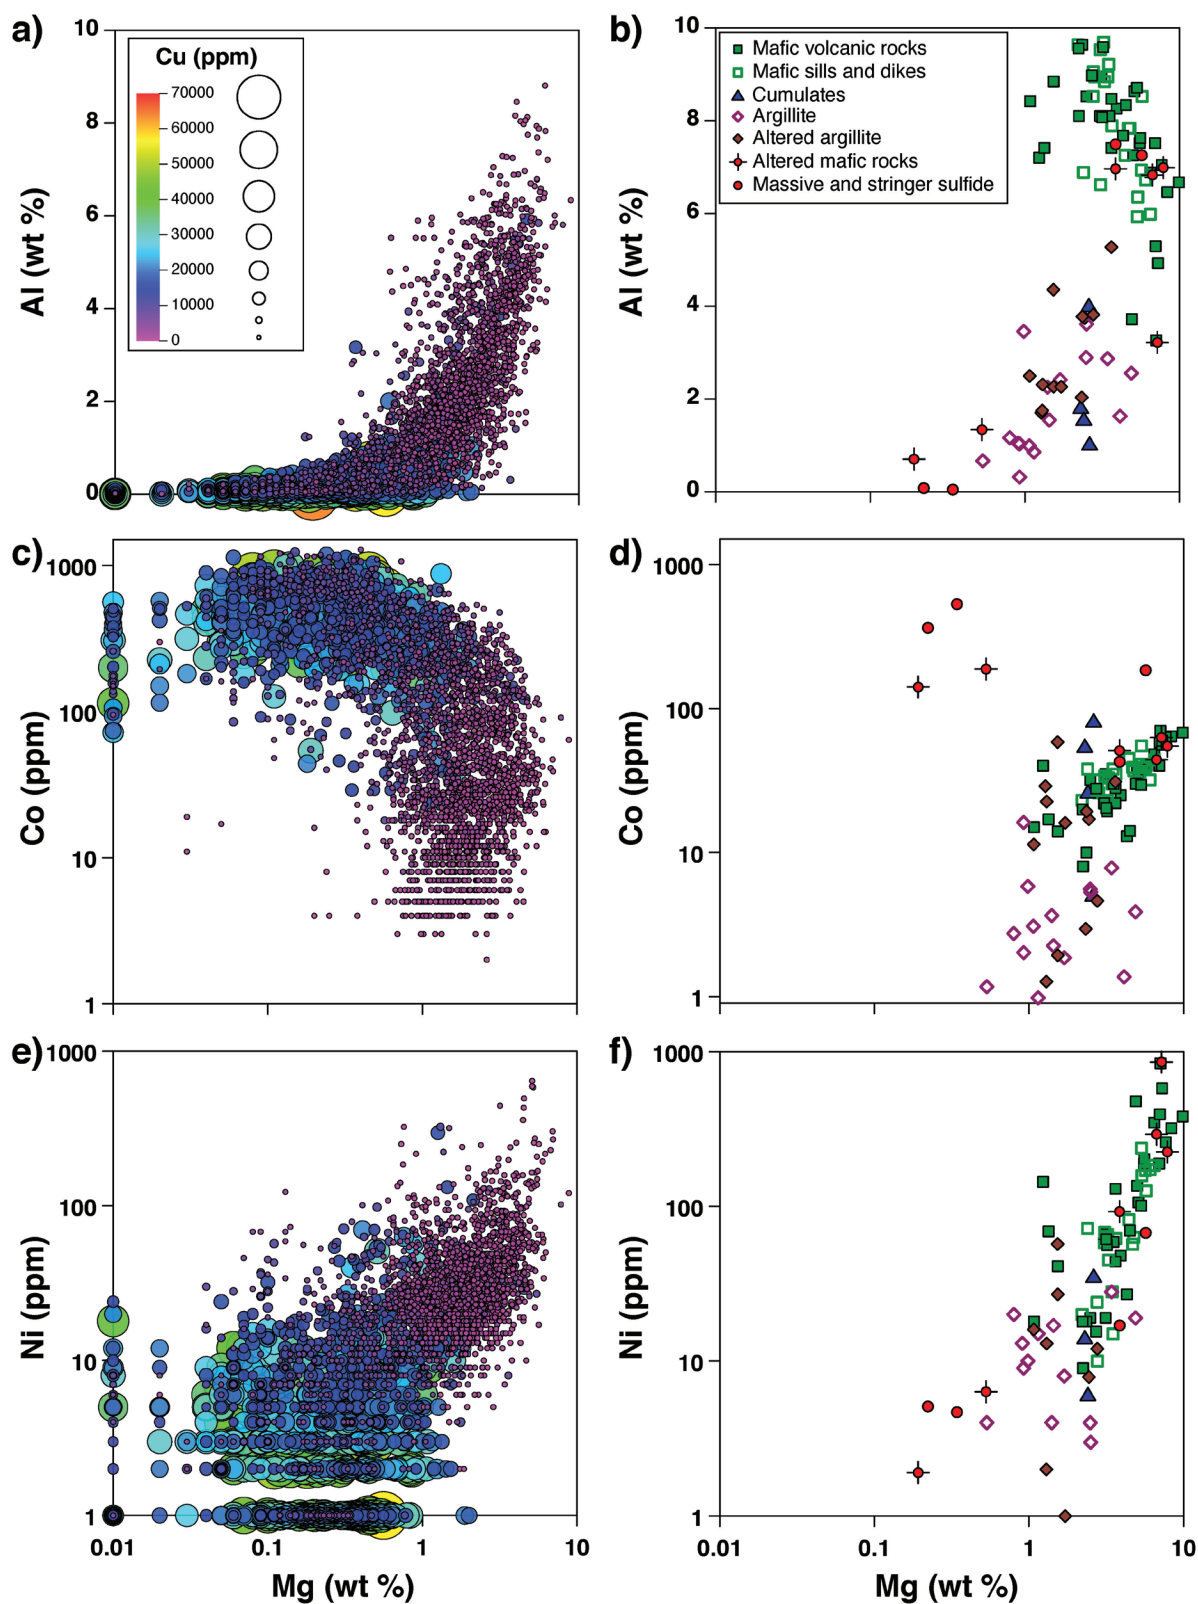 a)
10
8
6
4
2
0
Al (wt %)
Cu (ppm)
70000
60000
50000
40000
30000
20000
10000
0
b)
10
8
6
4
2
0
Al (wt %)
Mafic volcanic rocks
Mafic sills and dikes
Cumulates
Argillite
Altered argillite
Altered mafic rocks
Massive and stringer sulfide
c)
1000
100
10
1
Co (ppm)
d)
1000
100
10
1
Co (ppm)
e)
1000
100
10
1
Ni (ppm)
0.01
0.1
1
10
Mg (wt %)
f)
1000
100
10
1
Ni (ppm)
0.01
0.1
1
10
Mg (wt %)